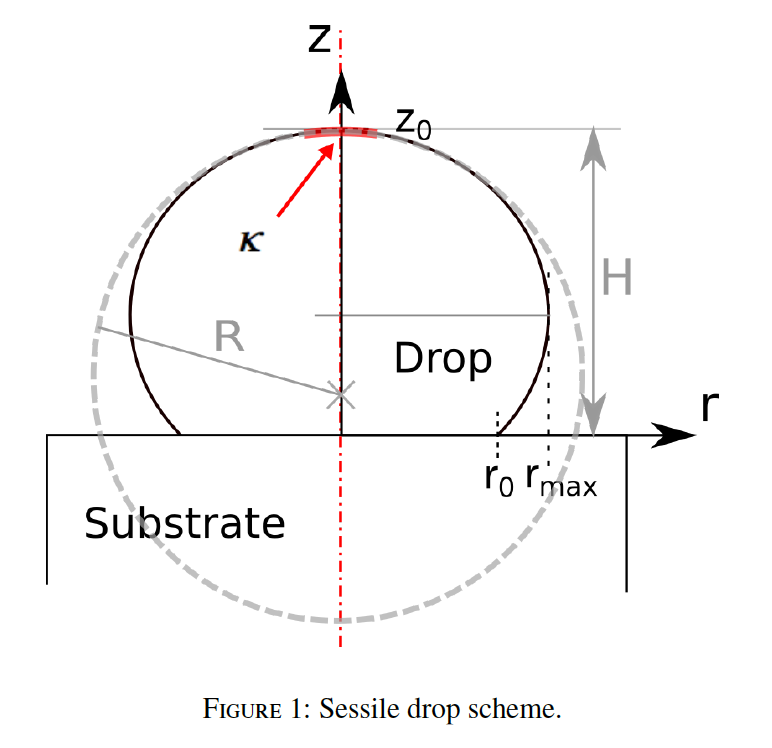 z
z₀
κ
H
R
Drop
r
r₀ rₘₐₓ
Substrate
Figure 1: Sessile drop scheme.